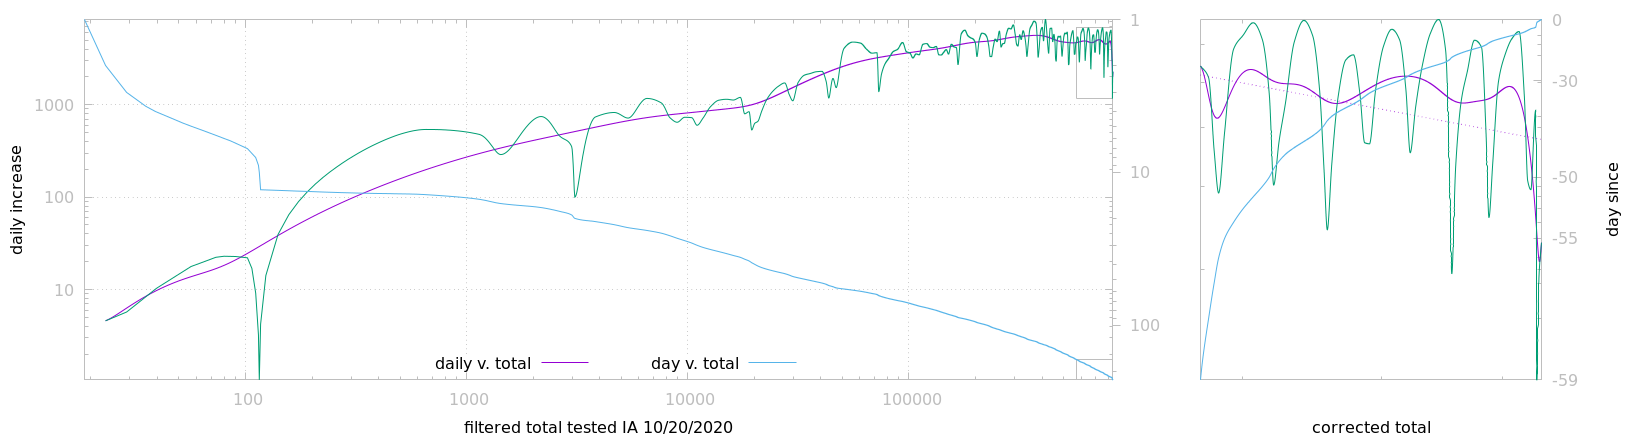 1
0
-30
1000
10
-50
100
-55
10
100
daily v. total
day v. total
-59
100
1000
10000
100000
daily increase
day since
filtered total tested IA 10/20/2020
corrected total